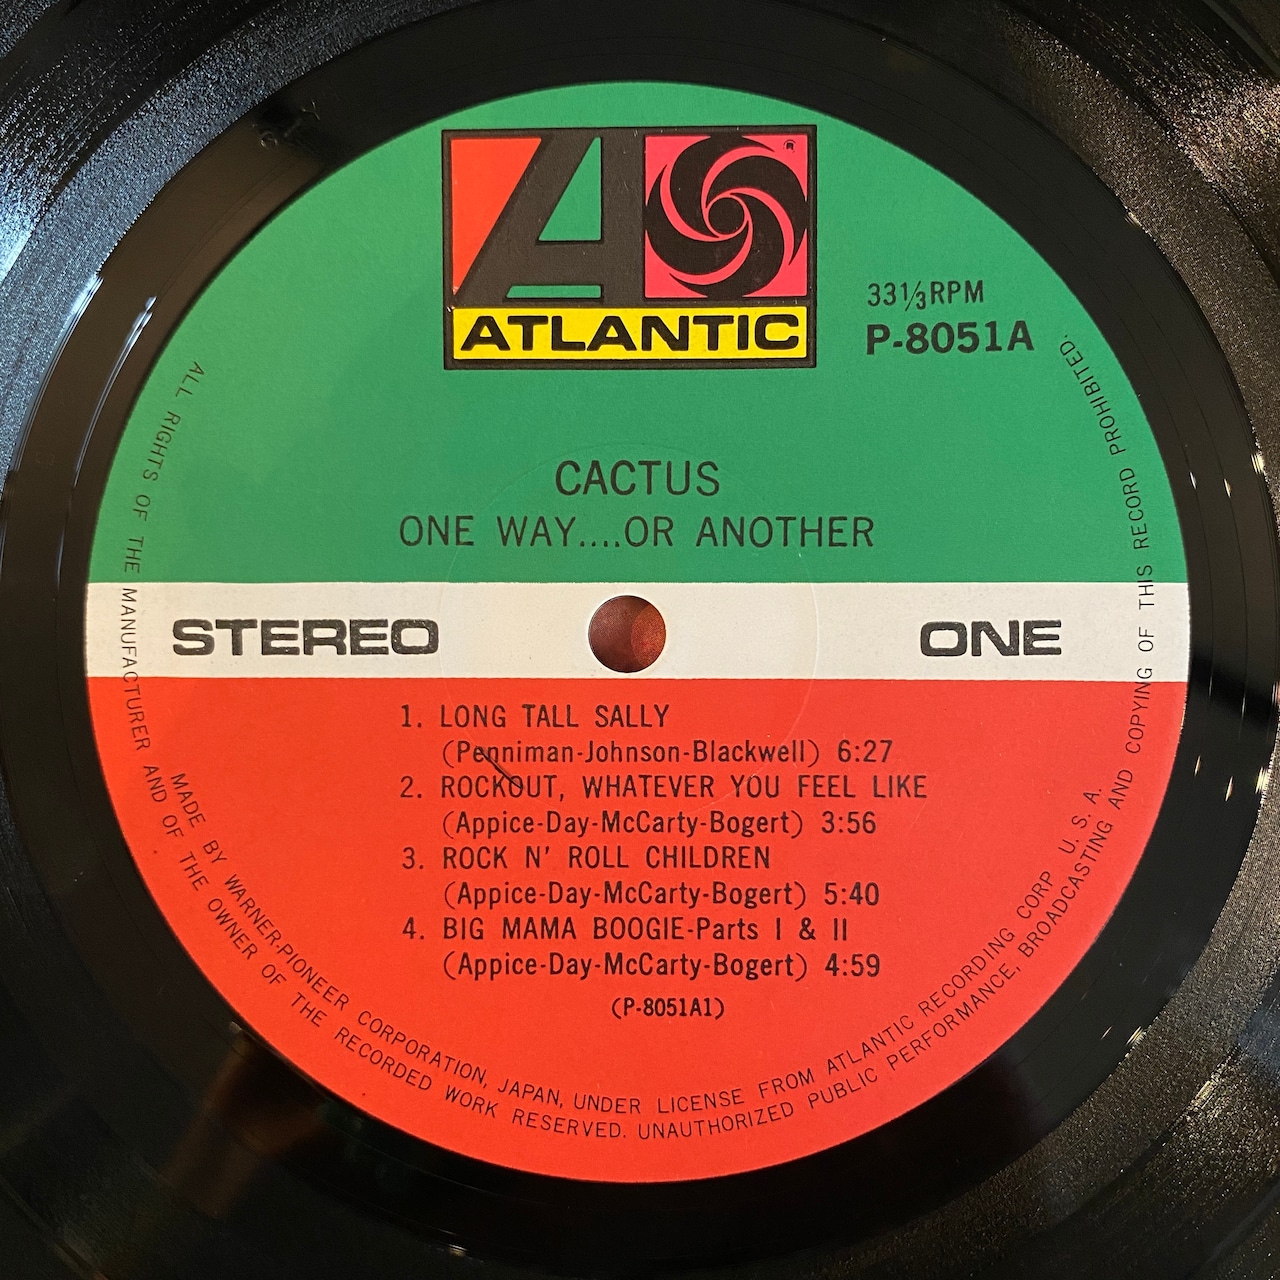 ATLANTIC
33⅓RPM
P-8051A
CACTUS
ONE WAY....OR ANOTHER
STEREO
ONE
1. LONG TALL SALLY
(Penniman-Johnson-Blackwell) 6:27
2. ROCKOUT, WHATEVER YOU FEEL LIKE
(Appice-Day-McCarty-Bogert) 3:56
3. ROCK N' ROLL CHILDREN
(Appice-Day-McCarty-Bogert) 5:40
4. BIG MAMA BOOGIE-Parts I & II
(Appice-Day-McCarty-Bogert) 4:59
(P-8051A1)
MADE BY WARNER-PIONEER CORPORATION, JAPAN, UNDER LICENSE FROM ATLANTIC RECORDING CORP U. S. A.
ALL RIGHTS OF THE MANUFACTURER AND OF THE OWNER OF THE RECORDED WORK RESERVED. UNAUTHORIZED PUBLIC PERFORMANCE, BROADCASTING AND COPYING OF THIS RECORD PROHIBITED.